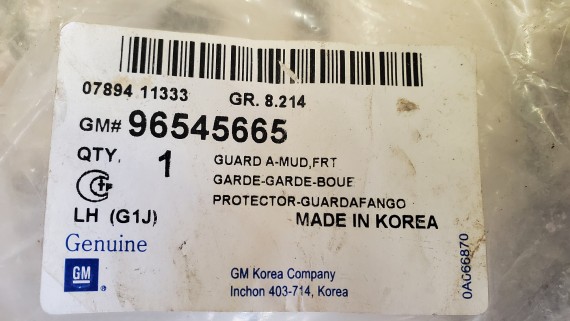 07894 11333 GR. 8.214
GM# 96545665
QTY. 1 GUARD A-MUD,FRT
GARDE-GARDE-BOUE
PROTECTOR-GUARDAFANGO
LH (G1J) MADE IN KOREA
Genuine
GM
GM Korea Company
Inchon 403-714, Korea
0A066870